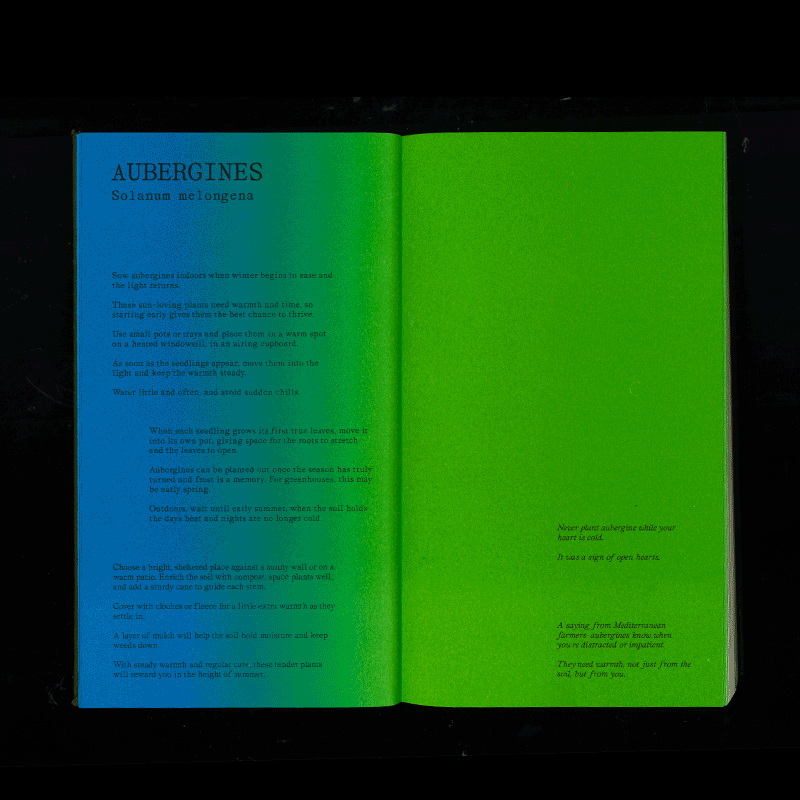 AUBERGINES
Solanum melongena
Sow aubergines indoors when winter begins to ease and
the light returns.
These sun-loving plants need warmth and time, so
starting early gives them the best chance to thrive.
Use small pots or trays and place them in a warm spot
on a heated windowsill, in an airing cupboard.
As soon as the seedlings appear, move them into the
light and keep the warmth steady.
Water little and often, and avoid sudden chills.
When each seedling grows its first true leaves, move it
into its own pot, giving space for the roots to stretch
and the leaves to open.
Aubergines can be planted out once the season has truly
turned and frost is a memory. For greenhouses, this may
be early spring.
Outdoors, wait until early summer, when the soil holds
the days heat and nights are no longer cold.
Choose a bright, sheltered place against a sunny wall or on a
warm patio. Enrich the soil with compost, space plants well,
and add a sturdy cane to guide each stem.
Cover with cloches or fleece for a little extra warmth as they
settle in.
A layer of mulch will help the soil hold moisture and keep
weeds down.
With steady warmth and regular care, these tender plants
will reward you in the height of summer.
Never plant aubergine while your
heart is cold.
It was a sign of open hearts.
A saying from Mediterranean
farmers aubergines know when
you're distracted or impatient.
They need warmth, not just from the
soil, but from you.